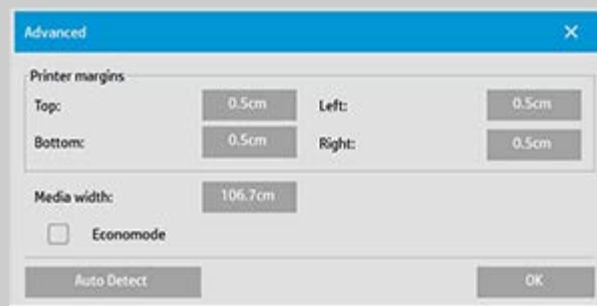 Advanced
Printer margins
Top: 0.5cm Left: 0.5cm
Bottom: 0.5cm Right: 0.5cm
Media width: 106.7cm
Economode
Auto Detect OK